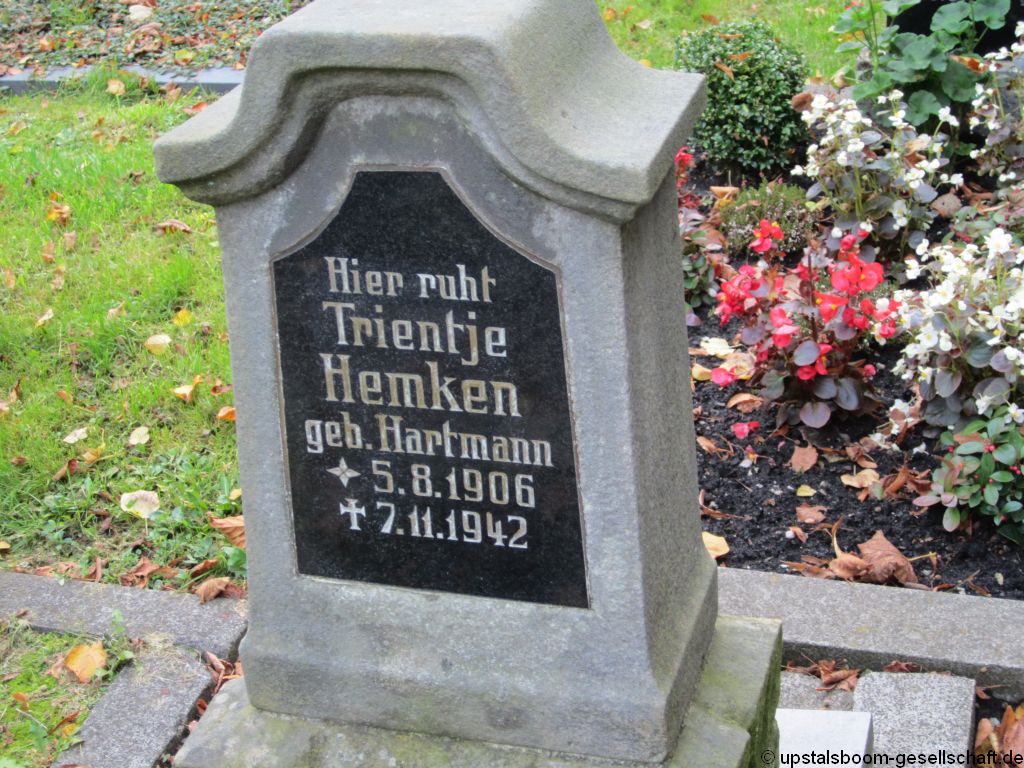 Hier ruht
Trientje
Hemken
geb. Hartmann
5.8.1906
7.11.1942
© upstalsboom-gesellschaft.de